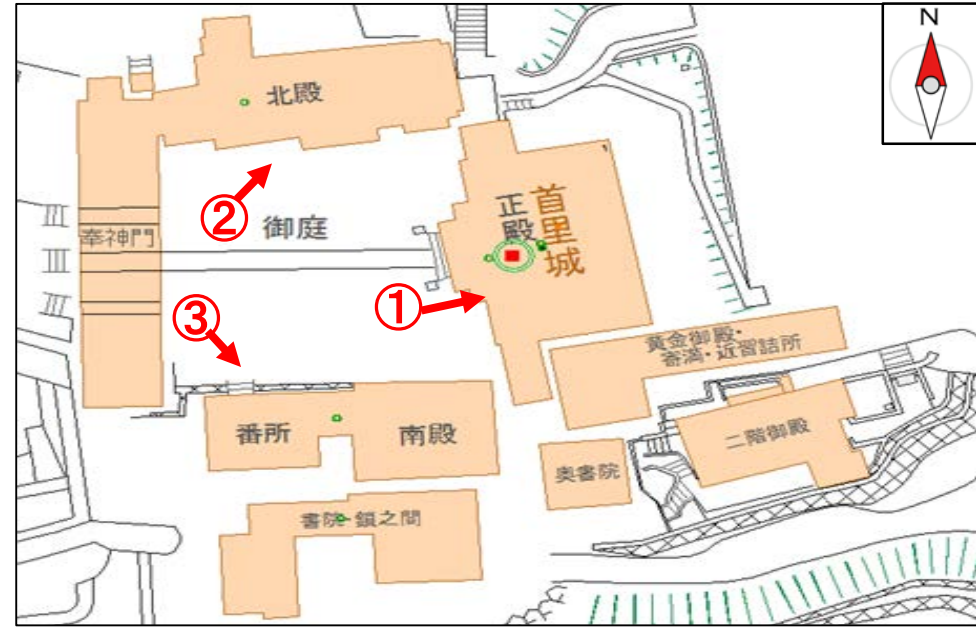 N
北殿
②
御庭
奉神門
正殿
首里城
①
③
黄金御殿・
寄満・近習詰所
番所
南殿
二階御殿
奥書院
書院・鎖之間